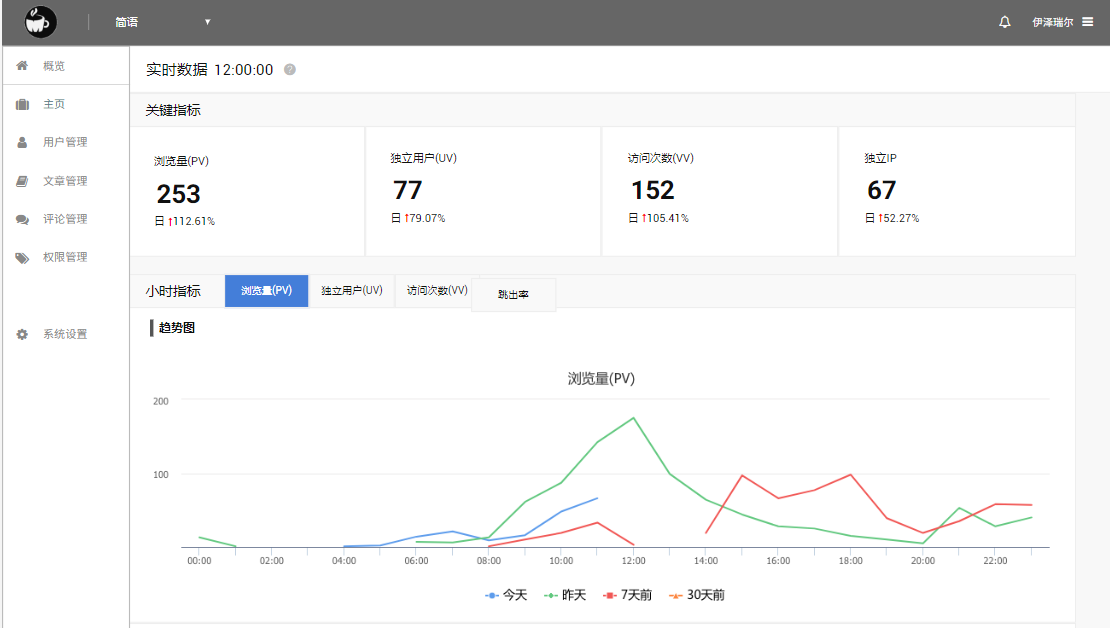 简语 ▼ 伊泽瑞尔
概览
主页
用户管理
文章管理
评论管理
权限管理
系统设置
实时数据 12:00:00 ?
关键指标
浏览量(PV) 独立用户(UV) 访问次数(VV) 独立IP
253 77 152 67
日 ↑112.61% 日 ↑79.07% 日 ↑105.41% 日 ↑52.27%
小时指标 浏览量(PV) 独立用户(UV) 访问次数(VV) 跳出率
趋势图
浏览量(PV)
200
100
00:00 02:00 04:00 06:00 08:00 10:00 12:00 14:00 16:00 18:00 20:00 22:00
今天 昨天 7天前 30天前